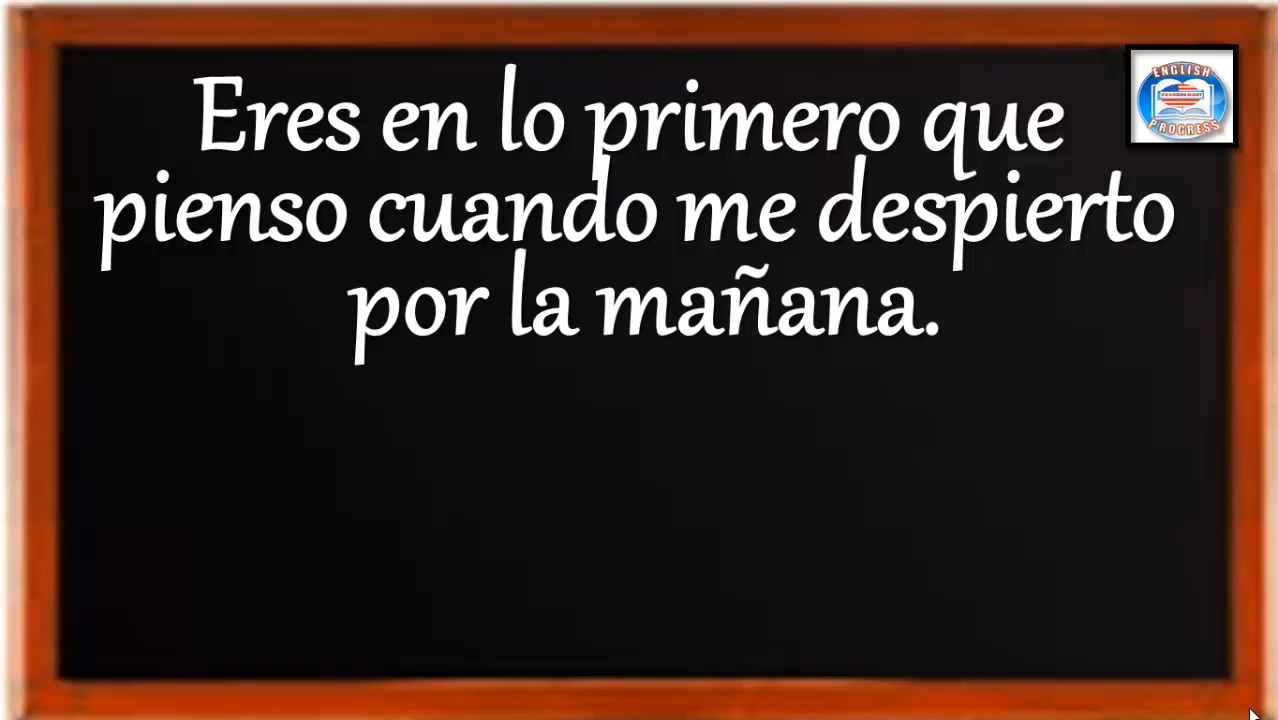 Eres en lo primero que
pienso cuando me despierto
por la mañana.
ENGLISH
PROGRESS